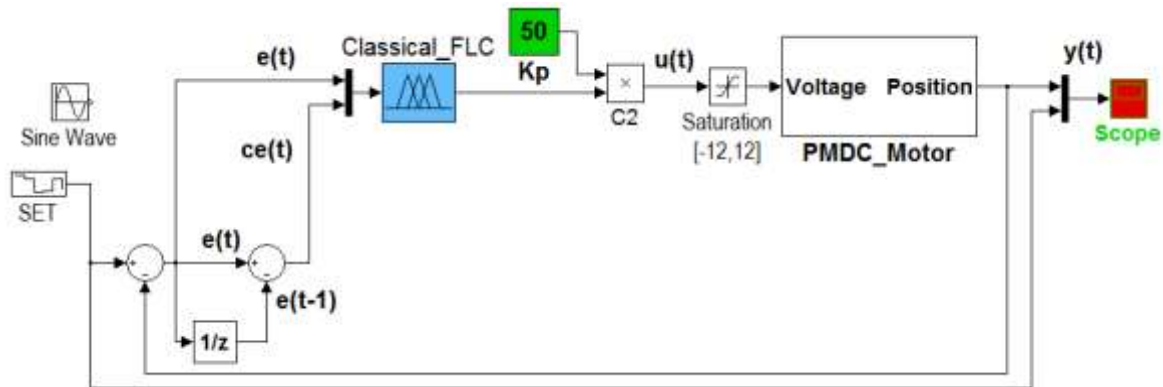 50
Kp
Classical_FLC
e(t)
u(t)
y(t)
×
C2
Voltage Position
Saturation
[-12,12]
PMDC_Motor
Scope
Sine Wave
ce(t)
SET
+
-
e(t)
+
-
e(t-1)
1/z